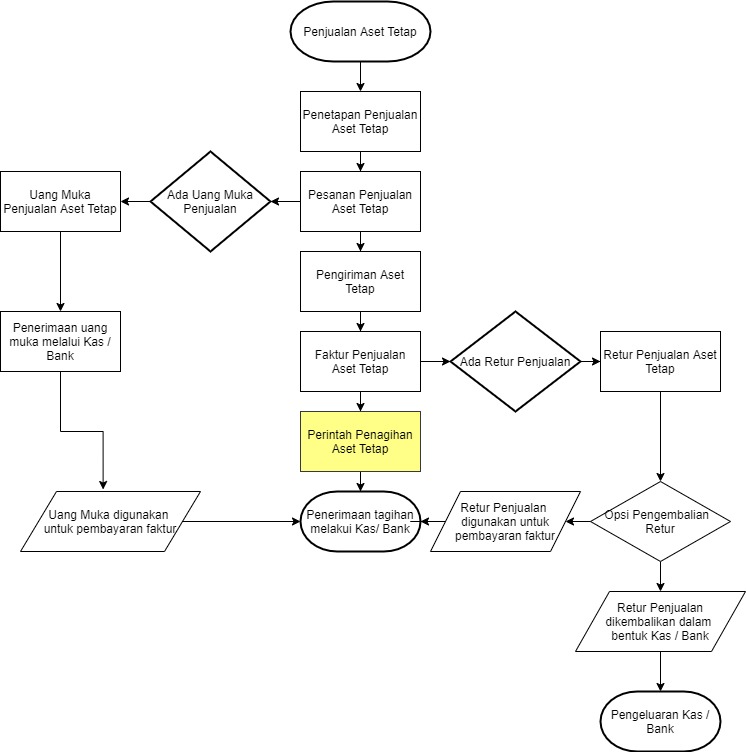 Penjualan Aset Tetap
Penetapan Penjualan
Aset Tetap
Uang Muka
Penjualan Aset Tetap
Ada Uang Muka
Penjualan
Pesanan Penjualan
Aset Tetap
Pengiriman Aset
Tetap
Penerimaan uang
muka melalui Kas /
Bank
Faktur Penjualan
Aset Tetap
Ada Retur Penjualan
Retur Penjualan Aset
Tetap
Perintah Penagihan
Aset Tetap
Uang Muka digunakan
untuk pembayaran faktur
Penerimaan tagihan
melakui Kas/ Bank
Retur Penjualan
digunakan untuk
pembayaran faktur
Opsi Pengembalian
Retur
Retur Penjualan
dikembalikan dalam
bentuk Kas / Bank
Pengeluaran Kas /
Bank